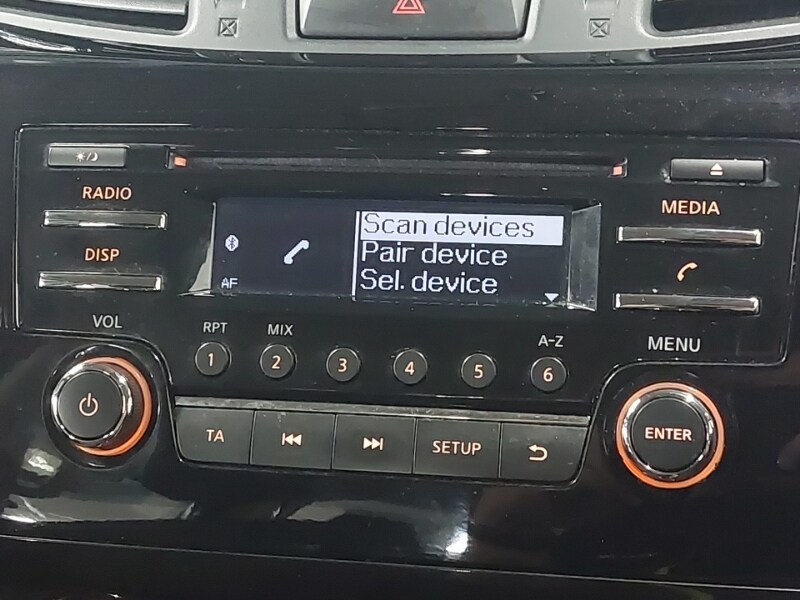 RADIO
MEDIA
DISP
Scan devices
Pair device
Sel. device
AF
VOL
RPT
MIX
A-Z
MENU
1
2
3
4
5
6
TA
SETUP
ENTER